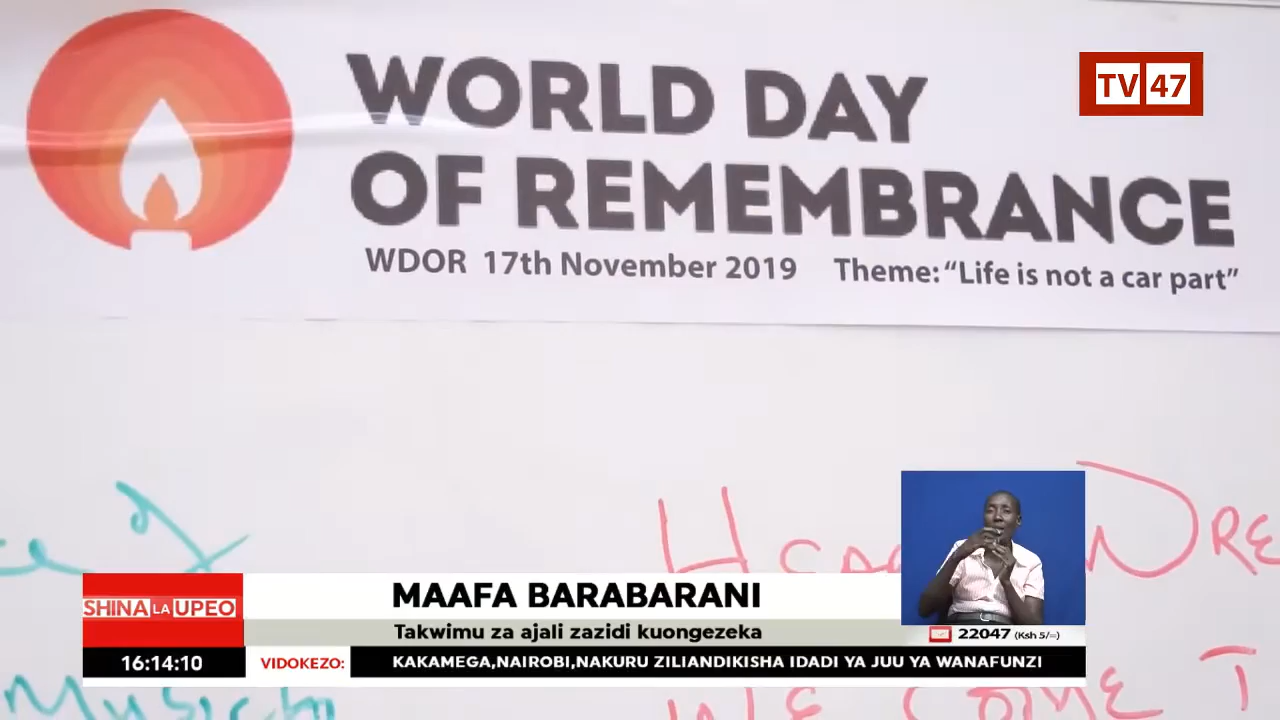 WORLD DAY
OF REMEMBRANCE
WDOR 17th November 2019 Theme: “Life is not a car part”
TV 47
MAAFA BARABARANI
SHINA LA UPEO
Takwimu za ajali zazidi kuongezeka
22047 (Ksh 5/=)
16:14:10
VIDOKEZO:
KAKAMEGA,NAIROBI,NAKURU ZILIANDIKISHA IDADI YA JUU YA WANAFUNZI